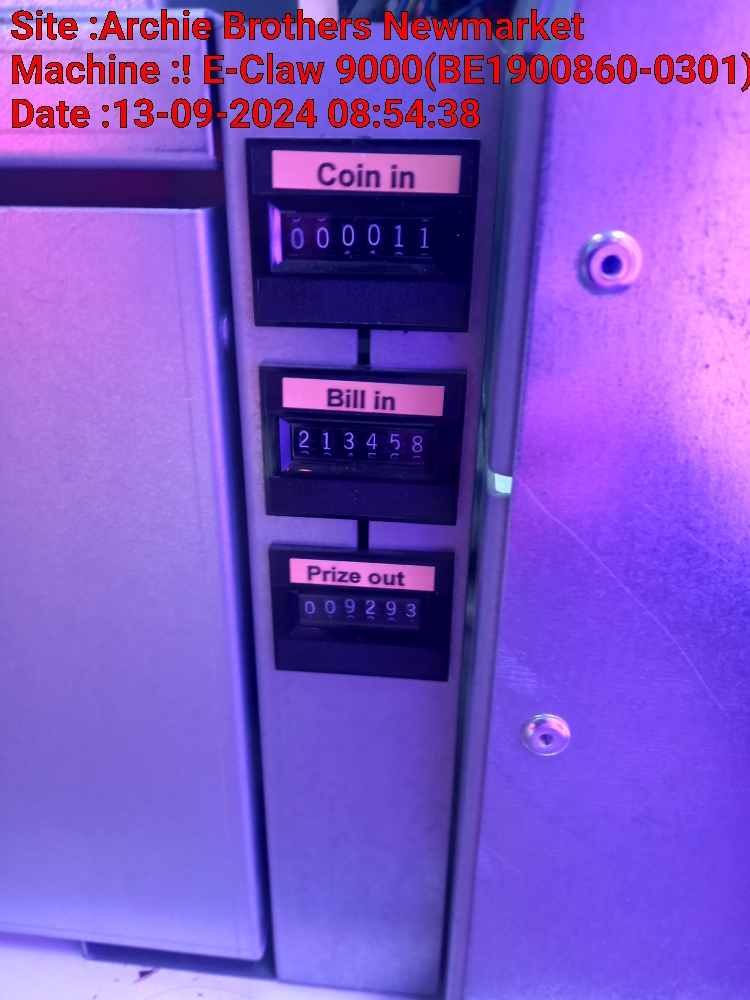 Site :Archie Brothers Newmarket
Machine :! E-Claw 9000(BE1900860-0301)
Date :13-09-2024 08:54:38
Coin in
000011
Bill in
213458
Prize out
009293